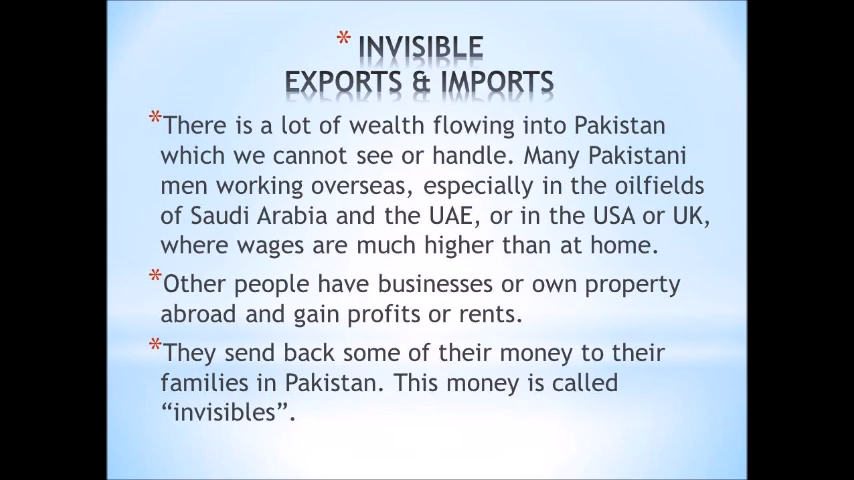 * INVISIBLE
EXPORTS & IMPORTS
*There is a lot of wealth flowing into Pakistan
which we cannot see or handle. Many Pakistani
men working overseas, especially in the oilfields
of Saudi Arabia and the UAE, or in the USA or UK,
where wages are much higher than at home.
*Other people have businesses or own property
abroad and gain profits or rents.
*They send back some of their money to their
families in Pakistan. This money is called
“invisibles”.